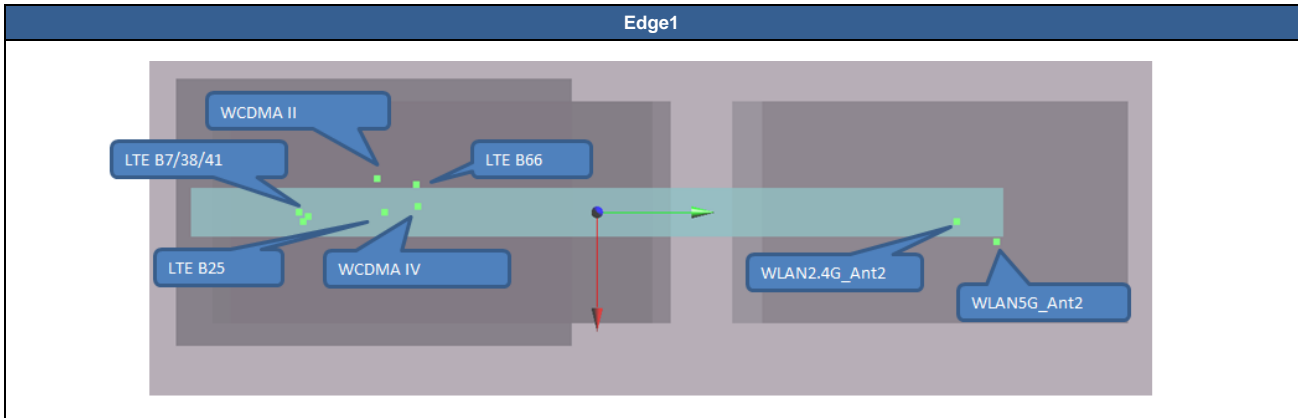 Edge1
WCDMA II
LTE B7/38/41
LTE B66
LTE B25
WCDMA IV
WLAN2.4G_Ant2
WLAN5G_Ant2